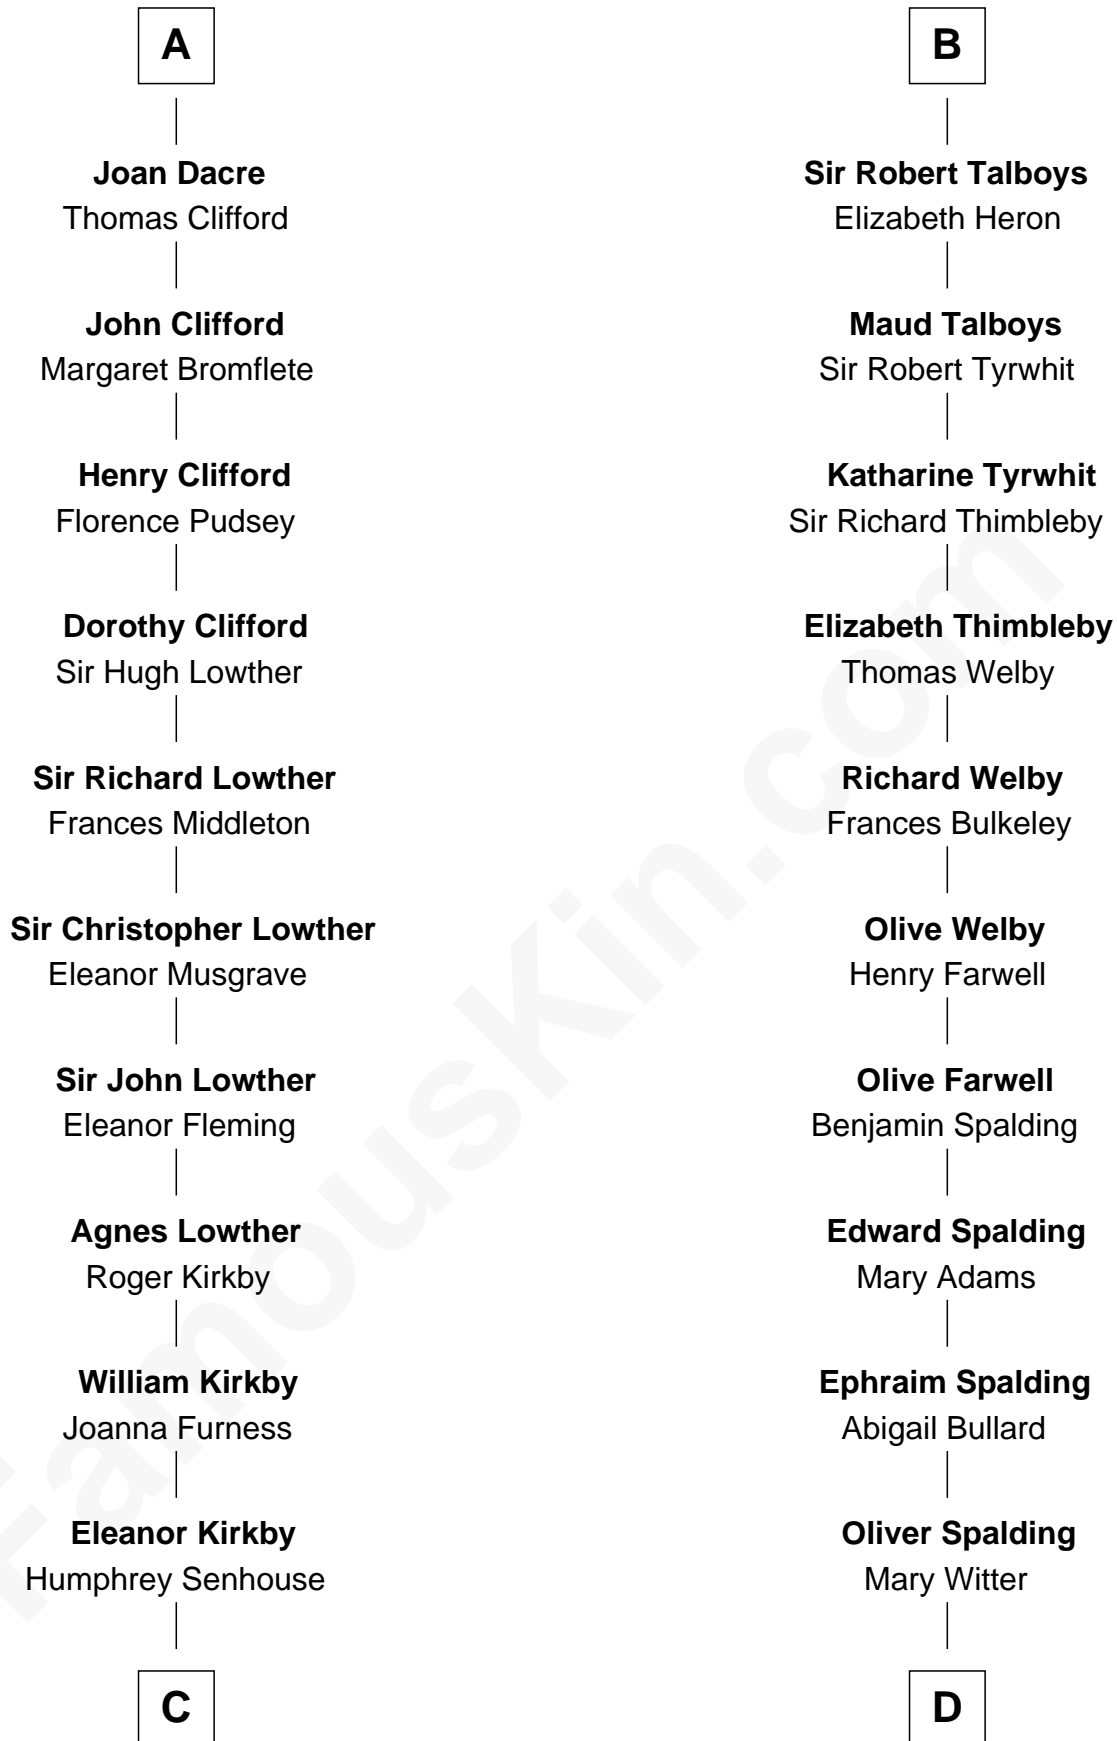 A
Joan Dacre
Thomas Clifford
John Clifford
Margaret Bromflete
Henry Clifford
Florence Pudsey
Dorothy Clifford
Sir Hugh Lowther
Sir Richard Lowther
Frances Middleton
Sir Christopher Lowther
Eleanor Musgrave
Sir John Lowther
Eleanor Fleming
Agnes Lowther
Roger Kirkby
William Kirkby
Joanna Furness
Eleanor Kirkby
Humphrey Senhouse
C
B
Sir Robert Talboys
Elizabeth Heron
Maud Talboys
Sir Robert Tyrwhit
Katharine Tyrwhit
Sir Richard Thimbleby
Elizabeth Thimbleby
Thomas Welby
Richard Welby
Frances Bulkeley
Olive Welby
Henry Farwell
Olive Farwell
Benjamin Spalding
Edward Spalding
Mary Adams
Ephraim Spalding
Abigail Bullard
Oliver Spalding
Mary Witter
D
FamousKin.com